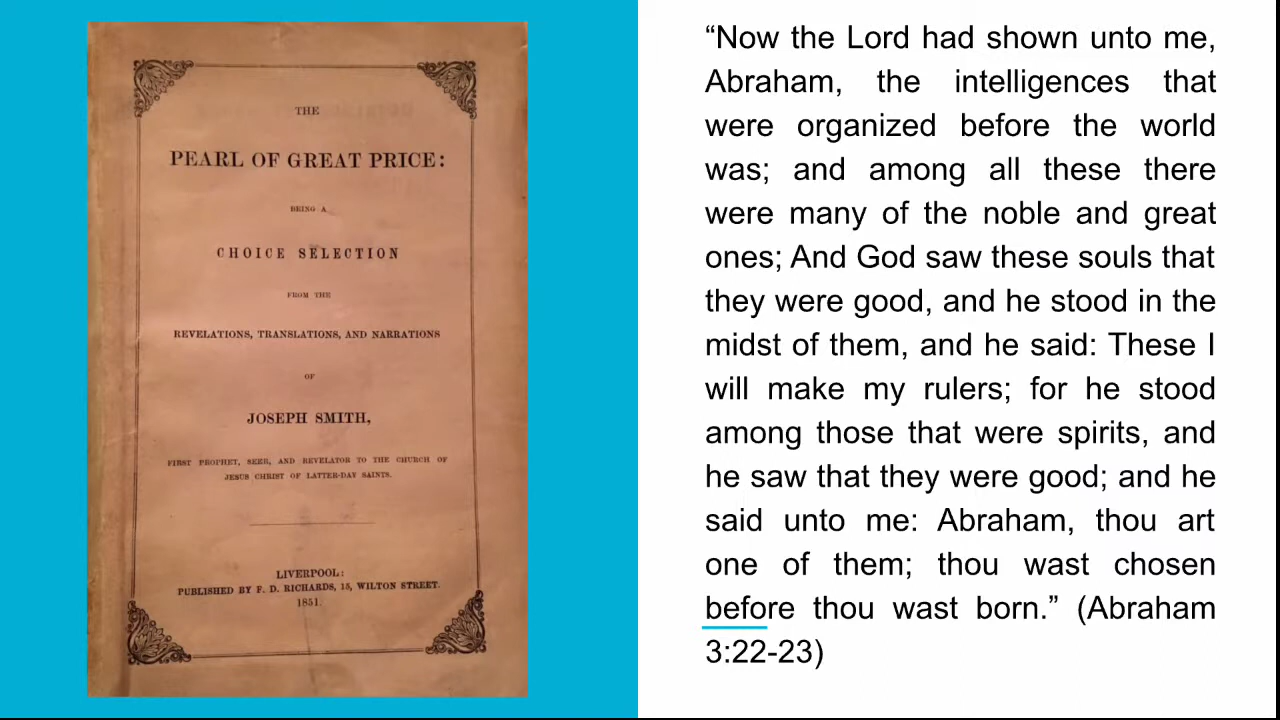 THE
PEARL OF GREAT PRICE:
BEING A
CHOICE SELECTION
FROM THE
REVELATIONS, TRANSLATIONS, AND NARRATIONS
OF
JOSEPH SMITH,
FIRST PROPHET, SEER, AND REVELATOR TO THE CHURCH OF
JESUS CHRIST OF LATTER-DAY SAINTS.
LIVERPOOL:
PUBLISHED BY F. D. RICHARDS, 15, WILTON STREET.
1851.
“Now the Lord had shown unto me,
Abraham, the intelligences that
were organized before the world
was; and among all these there
were many of the noble and great
ones; And God saw these souls that
they were good, and he stood in the
midst of them, and he said: These I
will make my rulers; for he stood
among those that were spirits, and
he saw that they were good; and he
said unto me: Abraham, thou art
one of them; thou wast chosen
before thou wast born.” (Abraham
3:22-23)